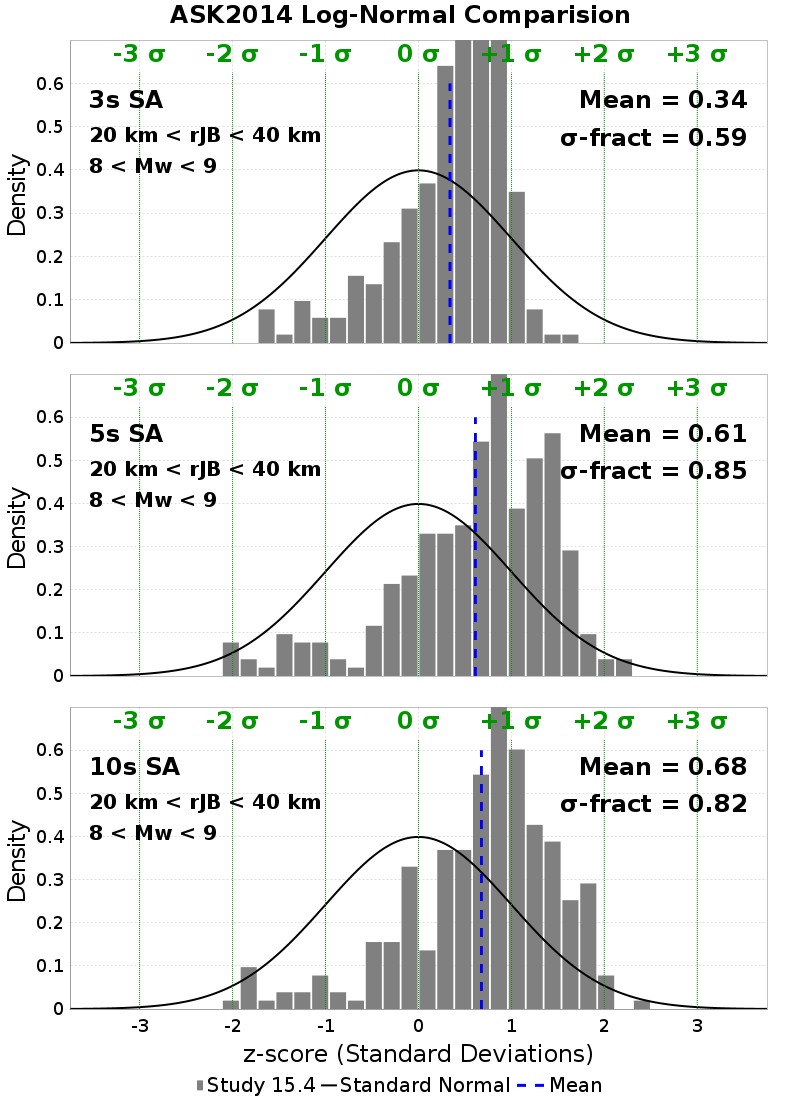 ASK2014 Log-Normal Comparision
-3 σ -2 σ -1 σ 0 σ +1 σ +2 σ +3 σ
3s SA
20 km < rJB < 40 km
8 < Mw < 9
Mean = 0.34
σ-fract = 0.59
Density
0.6
0.5
0.4
0.3
0.2
0.1
0
-3 σ -2 σ -1 σ 0 σ +1 σ +2 σ +3 σ
5s SA
20 km < rJB < 40 km
8 < Mw < 9
Mean = 0.61
σ-fract = 0.85
Density
0.6
0.5
0.4
0.3
0.2
0.1
0
-3 σ -2 σ -1 σ 0 σ +1 σ +2 σ +3 σ
10s SA
20 km < rJB < 40 km
8 < Mw < 9
Mean = 0.68
σ-fract = 0.82
Density
0.6
0.5
0.4
0.3
0.2
0.1
0
-3 -2 -1 0 1 2 3
z-score (Standard Deviations)
Study 15.4 Standard Normal Mean